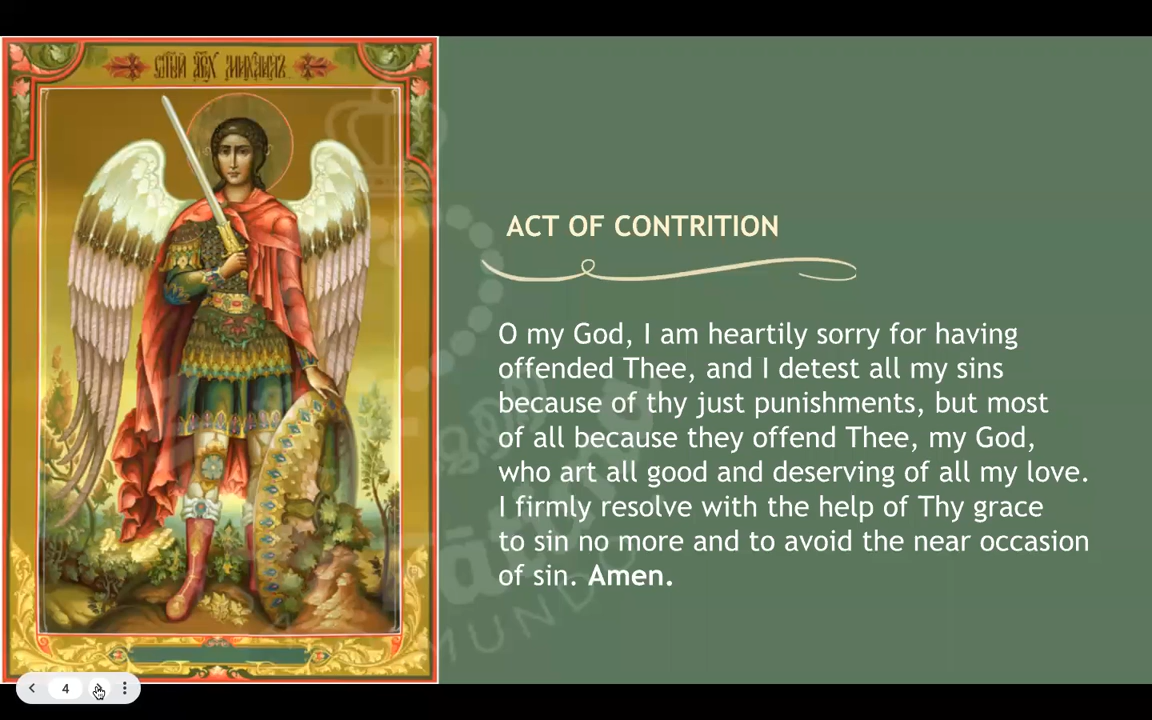 СТЫЙ АРХ МИХАИЛЪ
ACT OF CONTRITION
O my God, I am heartily sorry for having
offended Thee, and I detest all my sins
because of thy just punishments, but most
of all because they offend Thee, my God,
who art all good and deserving of all my love.
I firmly resolve with the help of Thy grace
to sin no more and to avoid the near occasion
of sin. Amen.
4